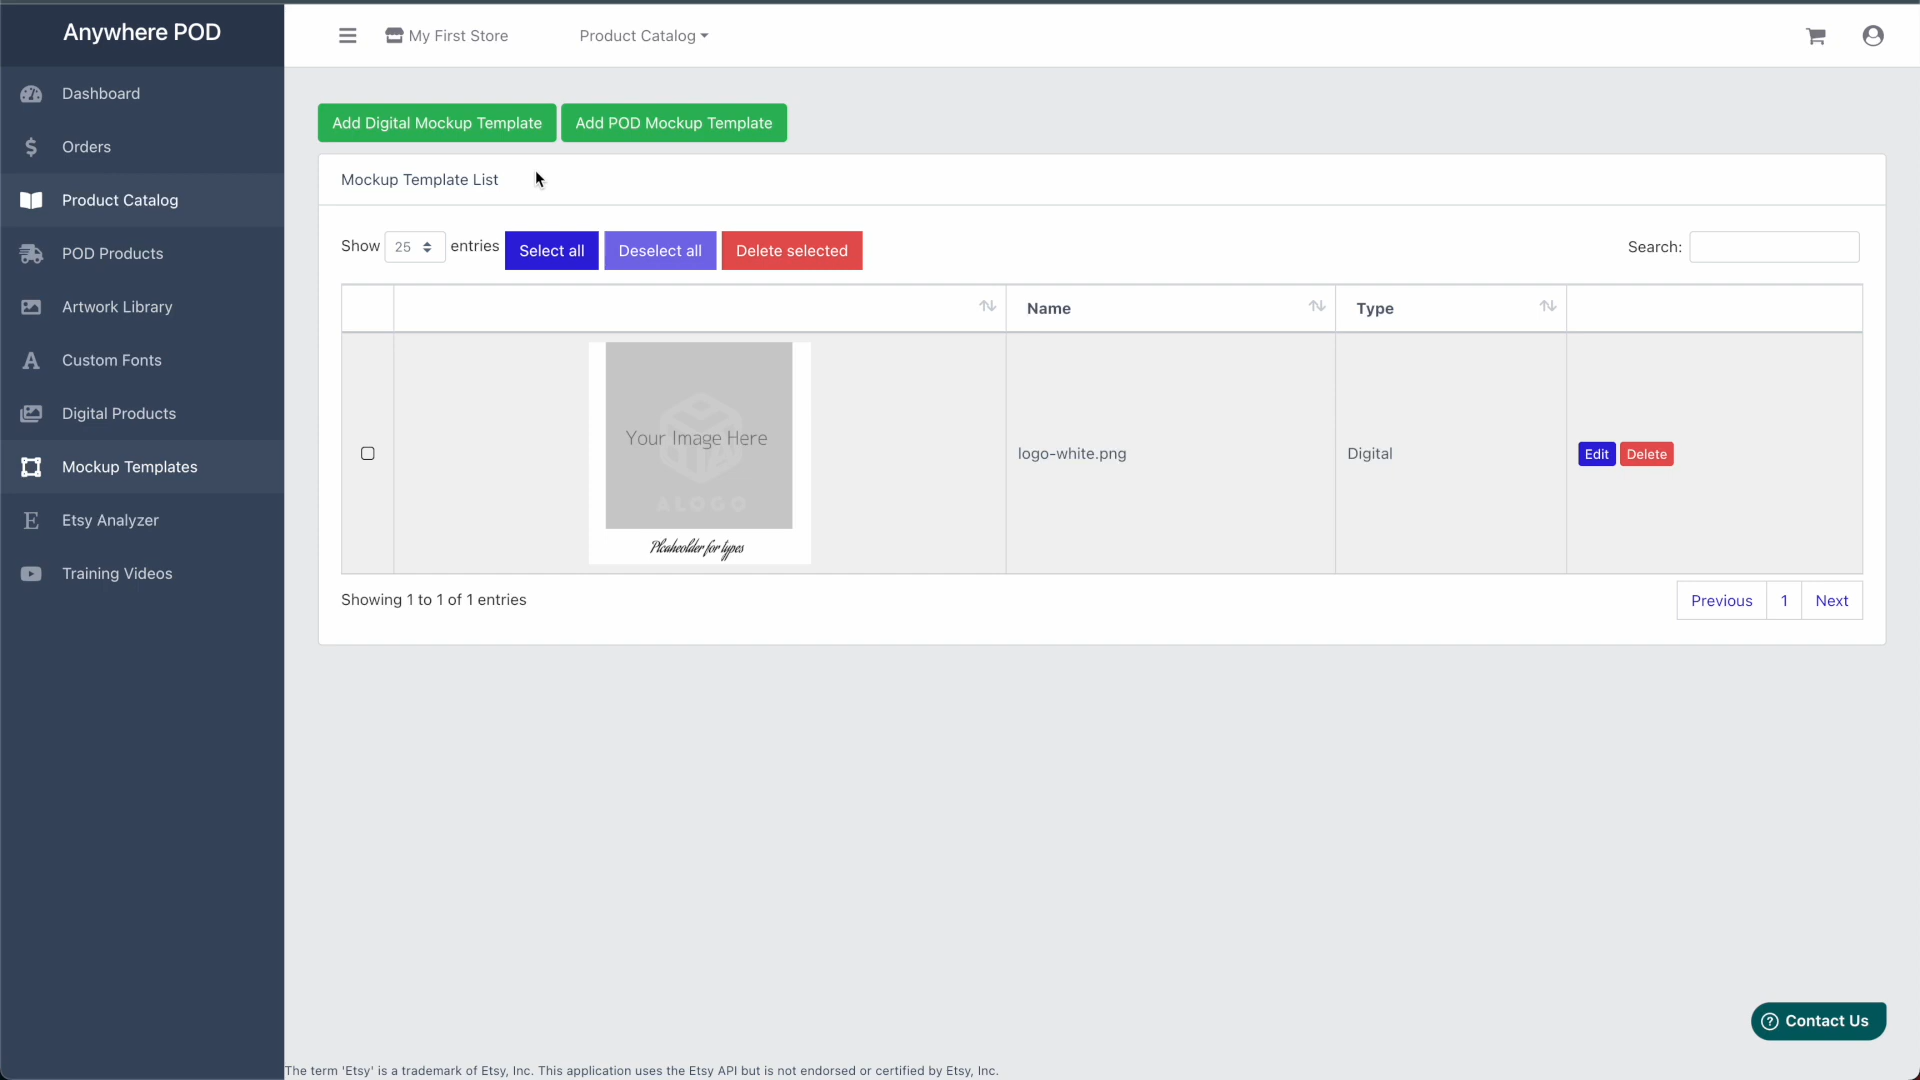 Anywhere POD
My First Store
Product Catalog
Dashboard
Orders
Product Catalog
POD Products
Artwork Library
Custom Fonts
Digital Products
Mockup Templates
Etsy Analyzer
Training Videos
Add Digital Mockup Template
Add POD Mockup Template
Mockup Template List
Show 25 entries
Select all
Deselect all
Delete selected
Search:
Name
Type
Your Image Here
ALOGO
Plcaheolder for types
logo-white.png
Digital
Edit
Delete
Showing 1 to 1 of 1 entries
Previous
1
Next
Contact Us
The term 'Etsy' is a trademark of Etsy, Inc. This application uses the Etsy API but is not endorsed or certified by Etsy, Inc.